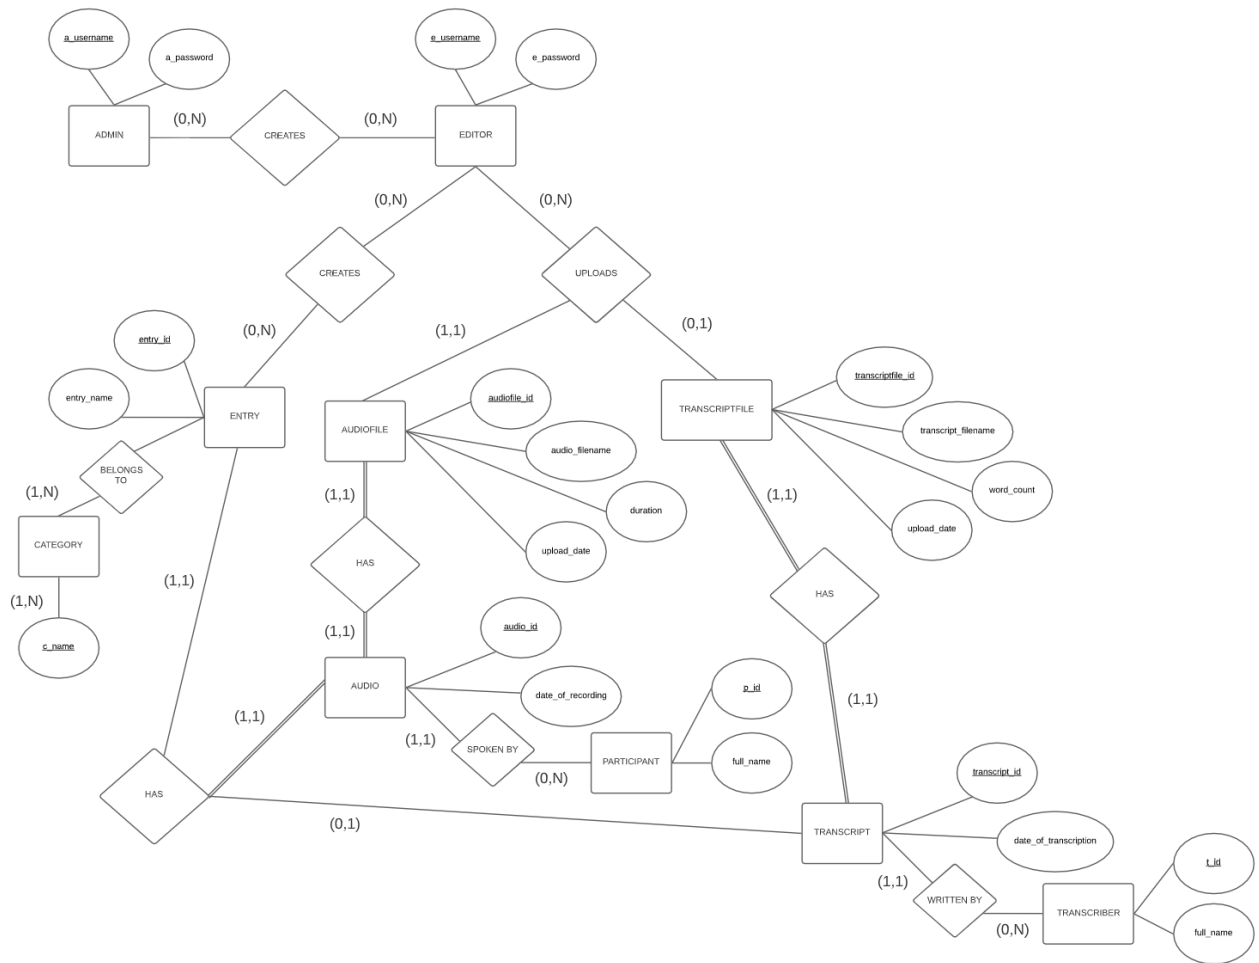 a_username
e_username
a_password
e_password
(0,N)
(0,N)
ADMIN
CREATES
EDITOR
(0,N)
(0,N)
CREATES
UPLOADS
(0,N)
(1,1)
(0,1)
entry_id
transcriptfile_id
entry_name
audiofile_id
ENTRY
TRANSCRIPTFILE
AUDIOFILE
transcript_filename
audio_filename
BELONGS
TO
(1,N)
(1,1)
(1,1)
word_count
duration
upload_date
CATEGORY
upload_date
HAS
(1,1)
HAS
(1,N)
(1,1)
audio_id
c_name
AUDIO
p_id
date_of_recording
(1,1)
(1,1)
(1,1)
SPOKEN BY
PARTICIPANT
full_name
(0,N)
transcript_id
HAS
(0,1)
TRANSCRIPT
date_of_transcription
t_id
(1,1)
WRITTEN BY
TRANSCRIBER
(0,N)
full_name